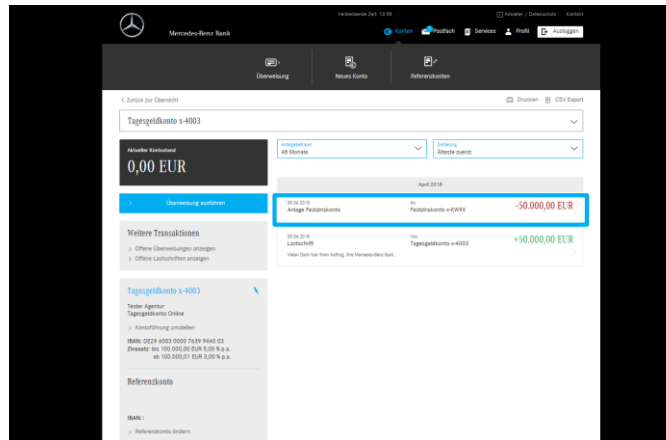 Verbleibende Zeit 13:59
Anbieter / Datenschutz Kontakt
Mercedes-Benz Bank
Konten Postfach Services Profil Ausloggen
Überweisung Neues Konto Referenzkonten
Zurück zur Übersicht
Drucken CSV Export
Tagesgeldkonto x-4003
Aktueller Kontostand
0,00 EUR
Anzeigezeitraum
48 Monate
Sortierung
Älteste zuerst
April 2018
Überweisung ausführen
09.04.2018
Anlage Festzinskonto
An
Festzinskonto x-KW9X
-50.000,00 EUR
Weitere Transaktionen
Offene Überweisungen anzeigen
Offene Lastschriften anzeigen
09.04.2018
Lastschrift
Von
Tagesgeldkonto x-4003
+50.000,00 EUR
Vielen Dank fuer Ihren Auftrag. Ihre Mercedes-Benz Bank.
Tagesgeldkonto x-4003
Tester Agentur
Tagesgeldkonto Online
Kontoführung umstellen
IBAN: DE29 6003 0000 7639 9440 03
Zinssatz: bis 100.000,00 EUR 5,00 % p.a.
ab 100.000,01 EUR 3,00 % p.a.
Referenzkonto
IBAN:
Referenzkonto ändern